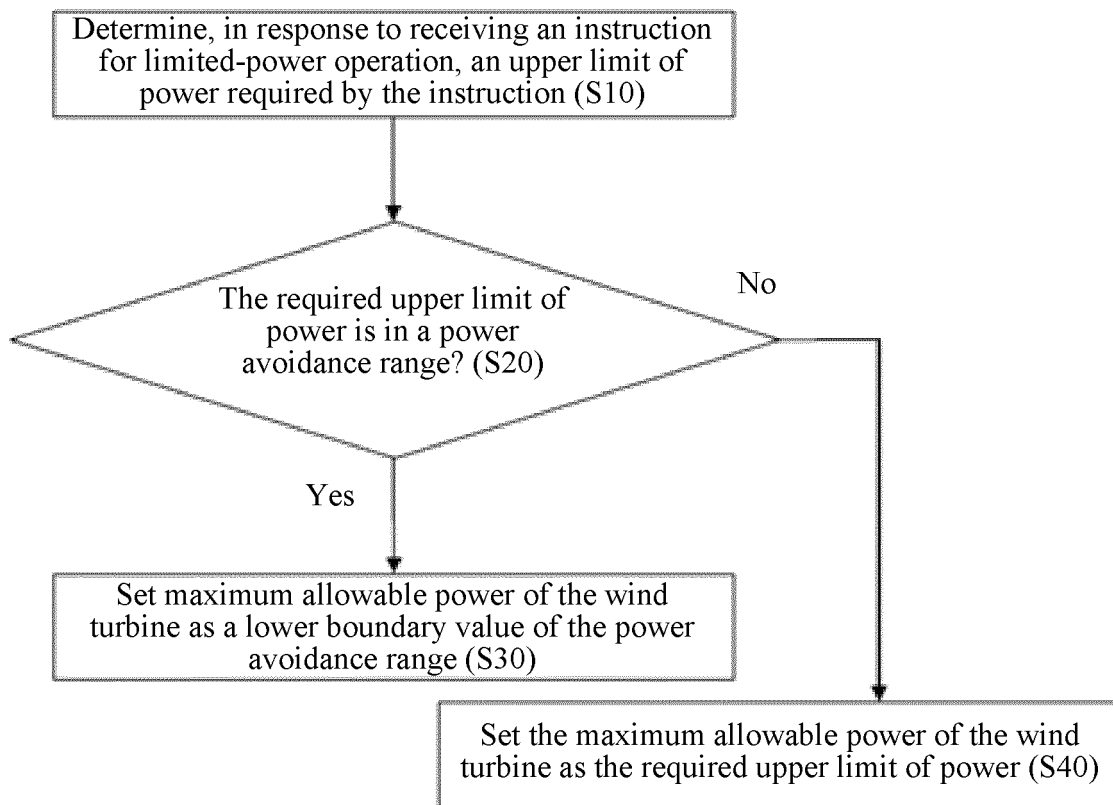 Determine, in response to receiving an instruction
for limited-power operation, an upper limit of
power required by the instruction (S10)
The required upper limit of
power is in a power
avoidance range? (S20)
No
Yes
Set maximum allowable power of the wind
turbine as a lower boundary value of the power
avoidance range (S30)
Set the maximum allowable power of the wind
turbine as the required upper limit of power (S40)